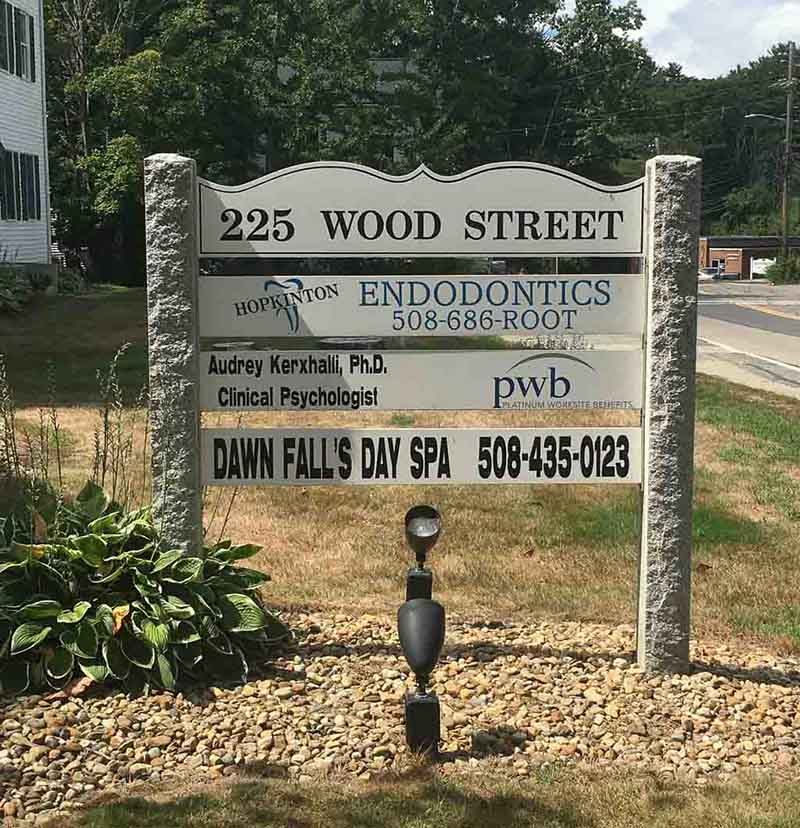 225 WOOD STREET
HOPKINTON ENDODONTICS
508-686-ROOT
Audrey Kerxhalli, Ph.D.
Clinical Psychologist
pwb
PLATINUM WORKSITE BENEFITS
DAWN FALL'S DAY SPA 508-435-0123